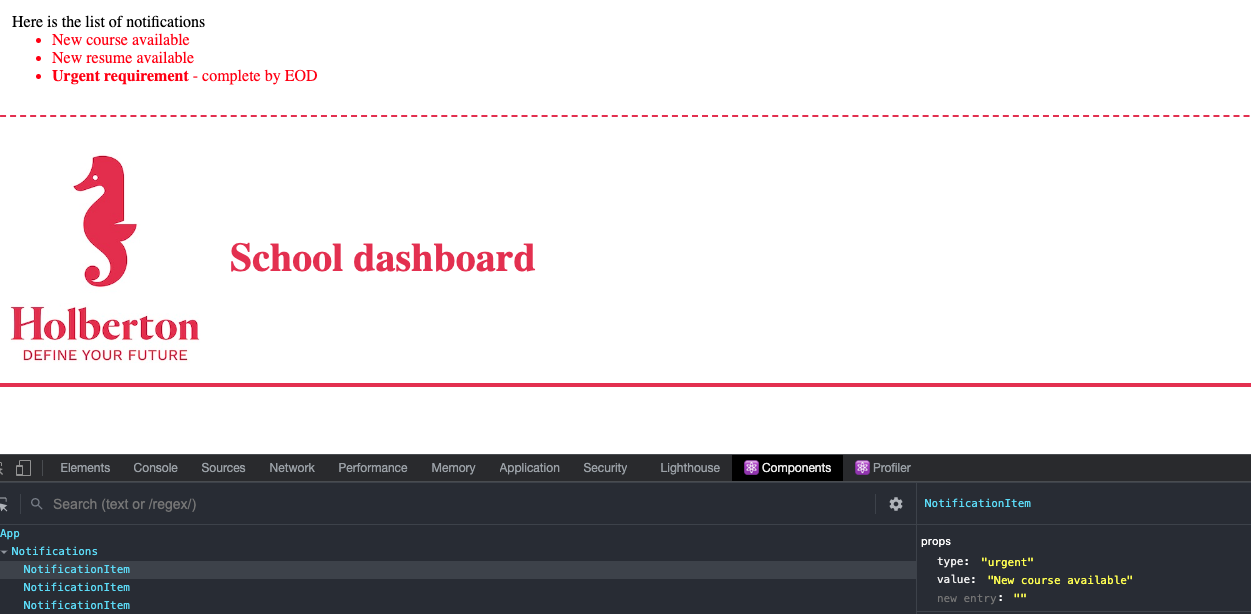 Here is the list of notifications
New course available
New resume available
Urgent requirement - complete by EOD
School dashboard
Holberton
DEFINE YOUR FUTURE
Elements Console Sources Network Performance Memory Application Security Lighthouse Components Profiler
Search (text or /regex/)
NotificationItem
App
Notifications
NotificationItem
NotificationItem
NotificationItem
props
type: "urgent"
value: "New course available"
new entry: ""